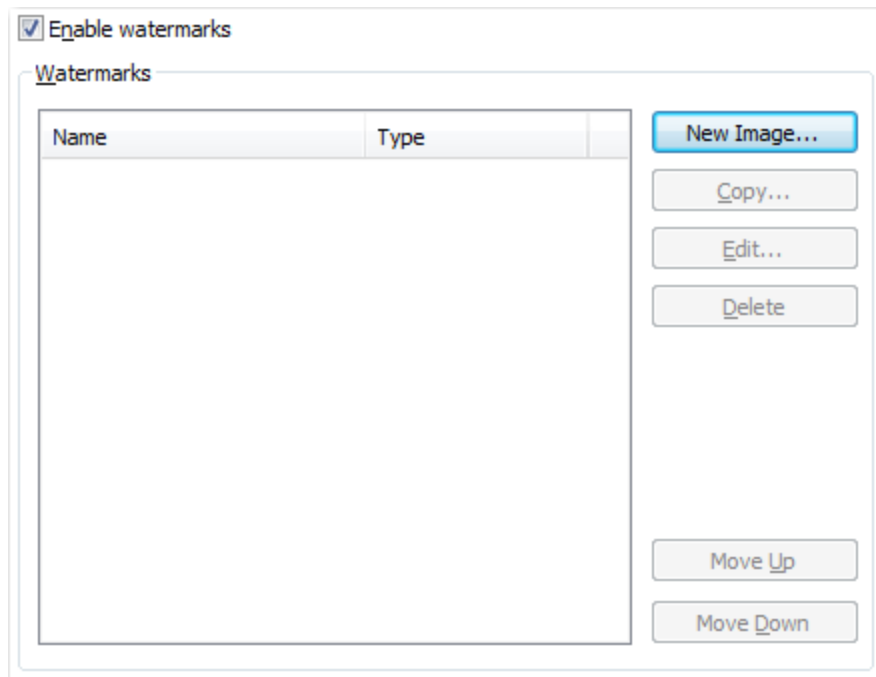 Enable watermarks
Watermarks
Name Type
New Image...
Copy...
Edit...
Delete
Move Up
Move Down